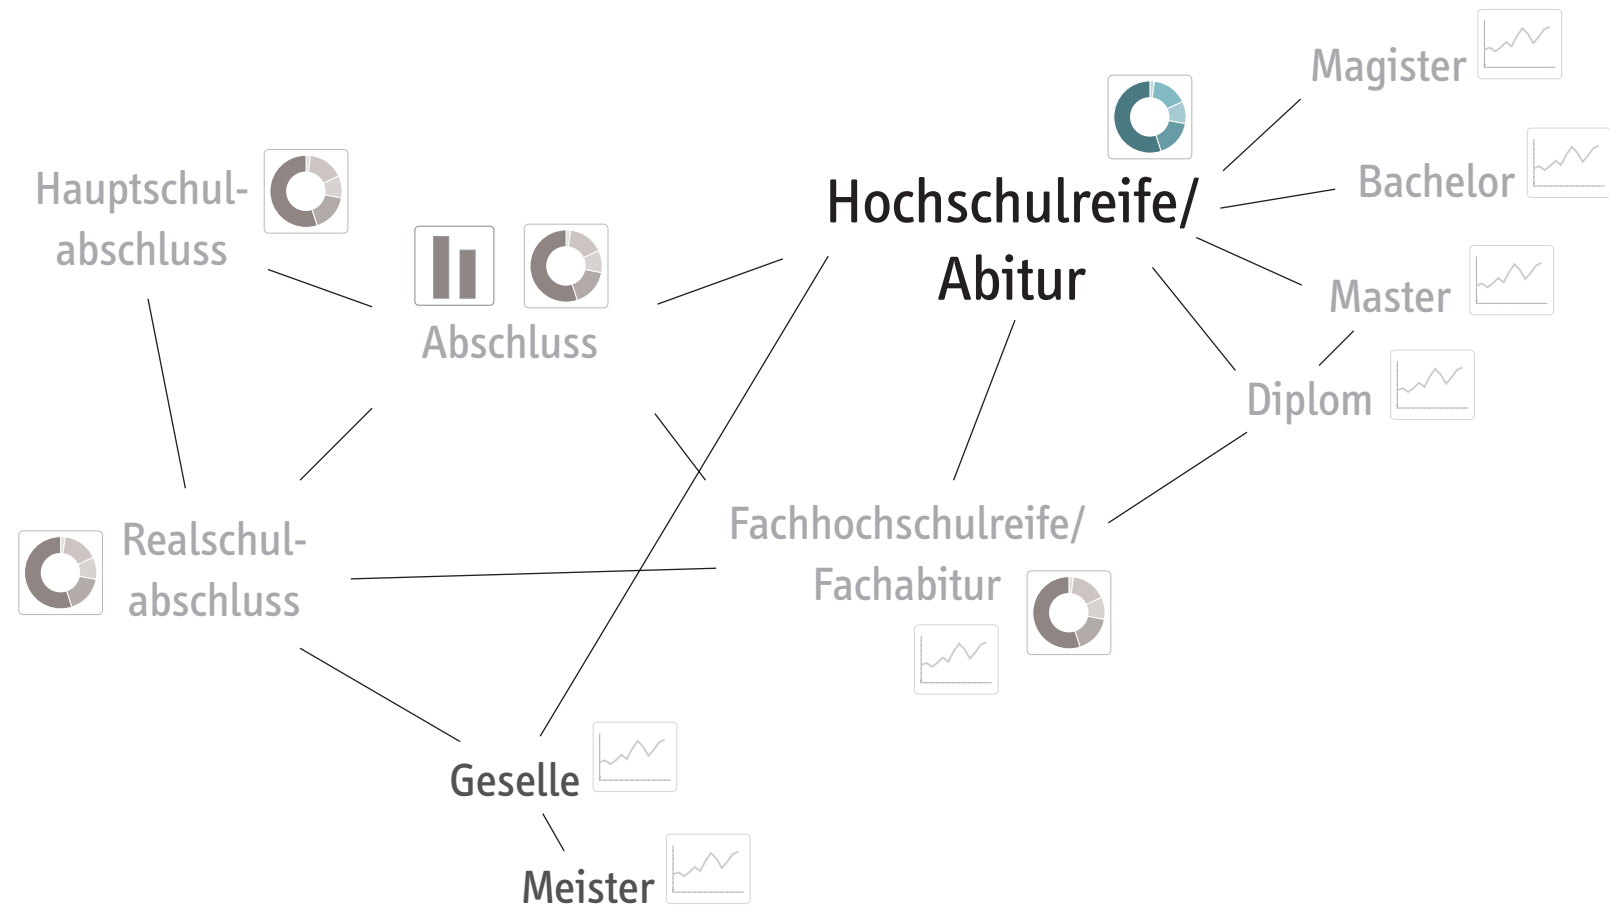 Magister
Hauptschul-
abschluss
Hochschulreife/
Abitur
Bachelor
Master
Abschluss
Diplom
Realschul-
abschluss
Fachhochschulreife/
Fachabitur
Geselle
Meister